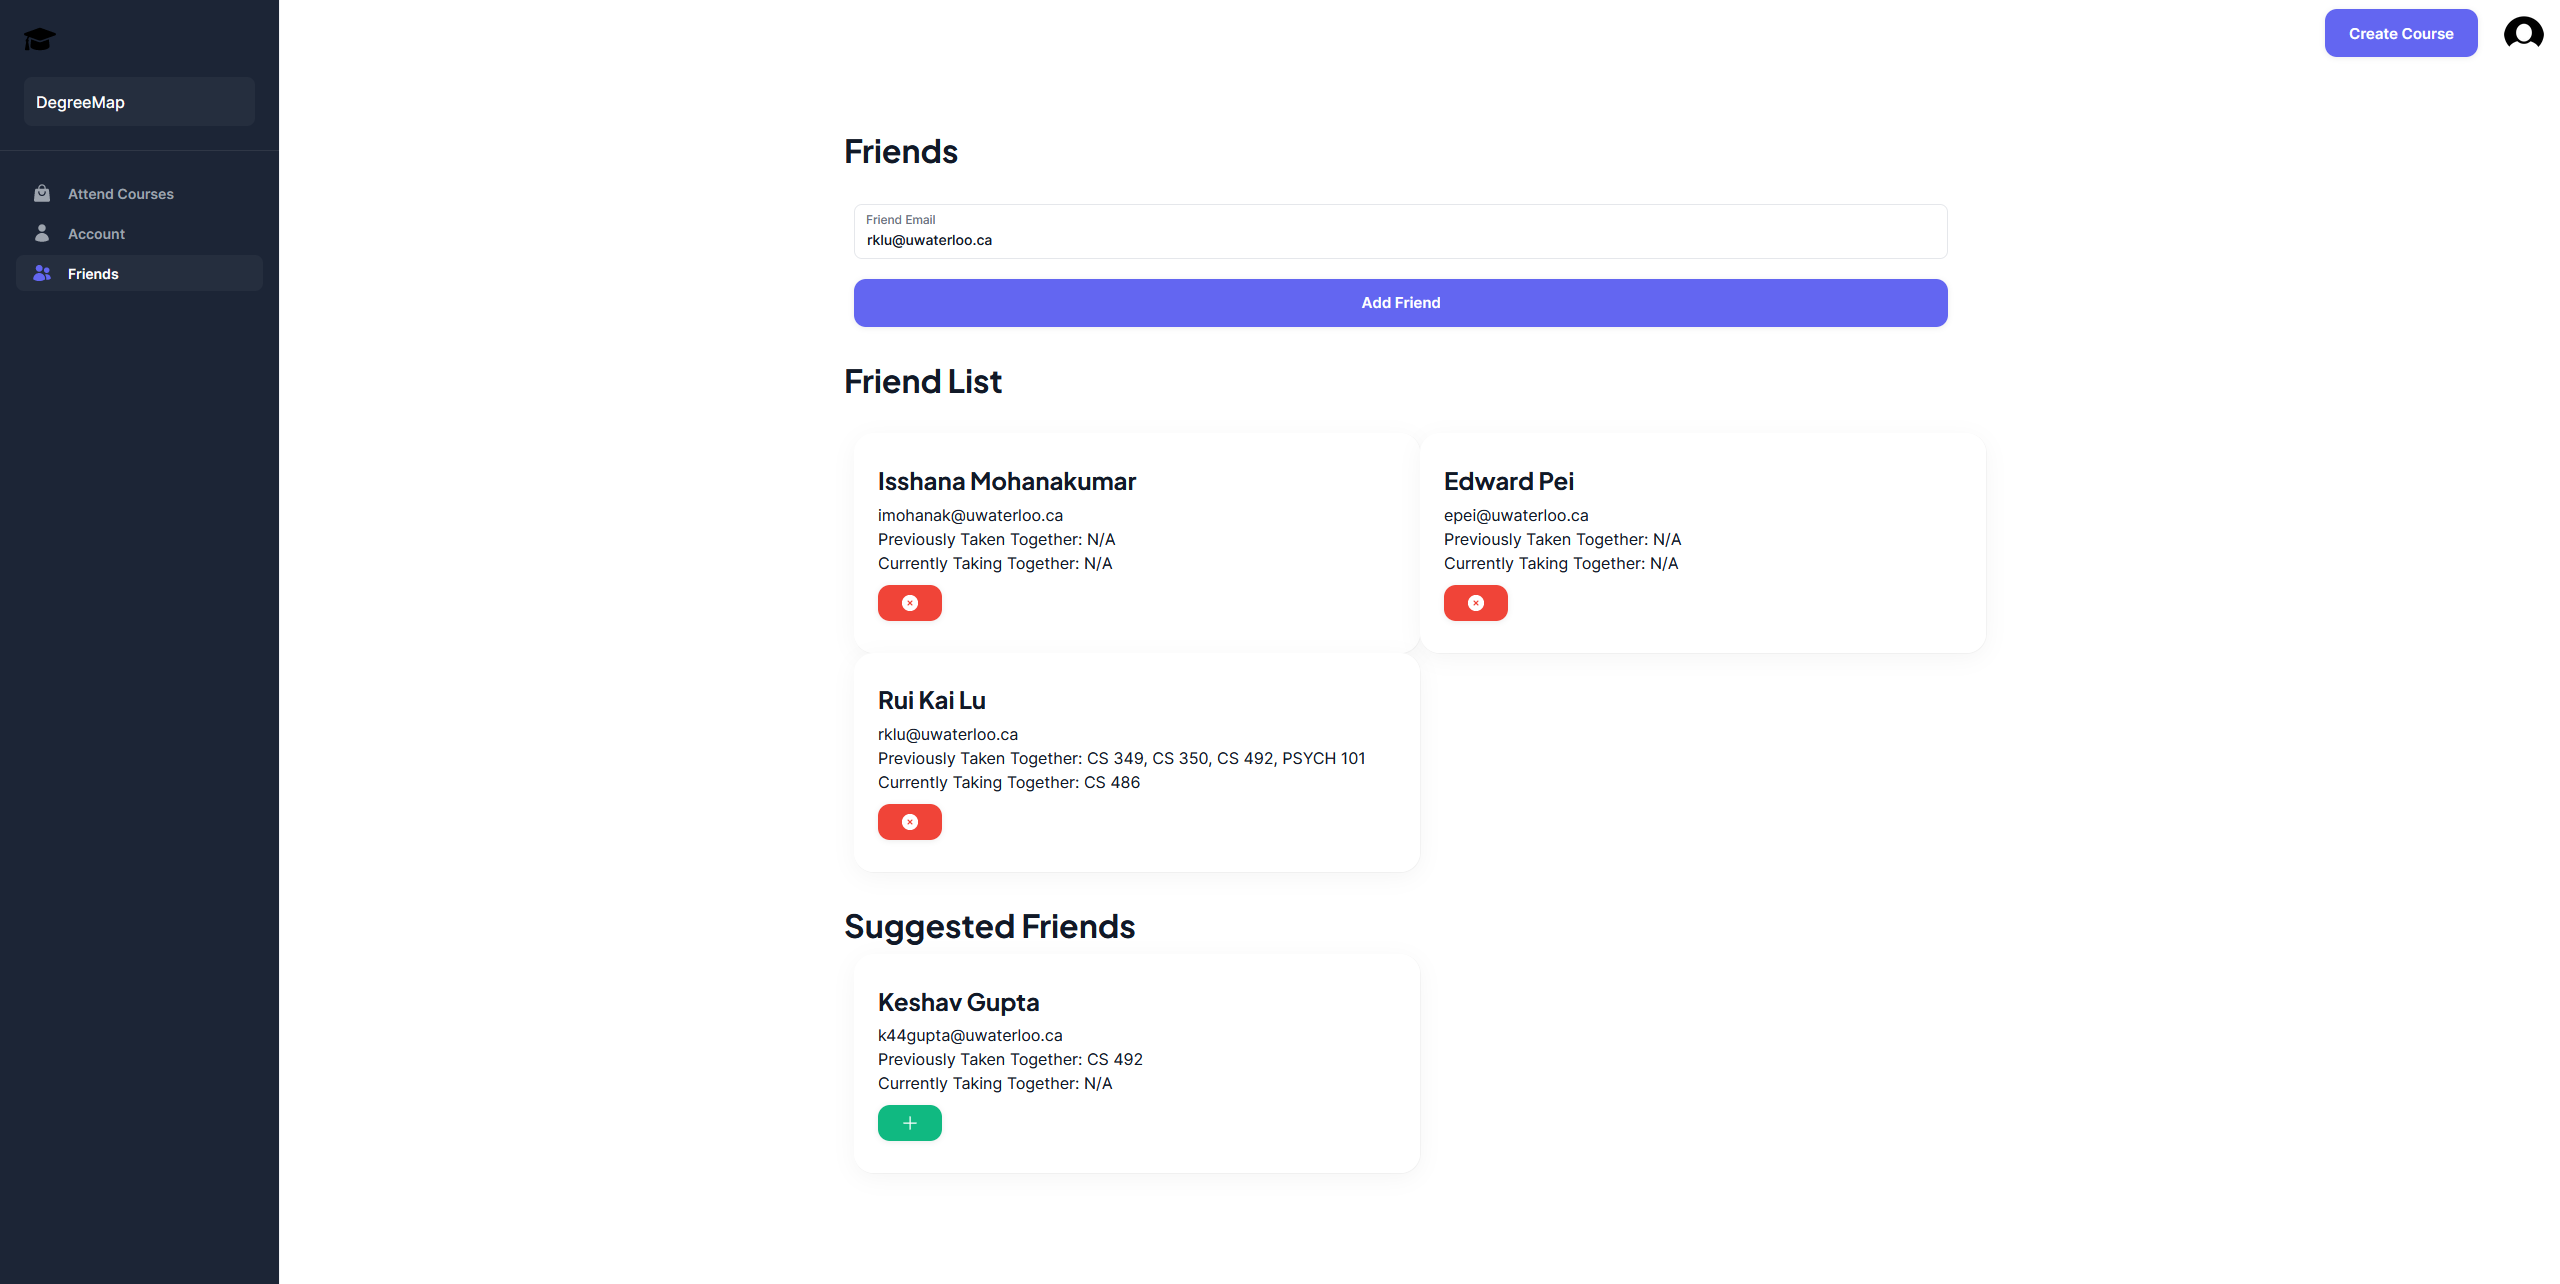 DegreeMap
Attend Courses
Account
Friends
Create Course
Friends
Friend Email
rklu@uwaterloo.ca
Add Friend
Friend List
Isshana Mohanakumar
imohanak@uwaterloo.ca
Previously Taken Together: N/A
Currently Taking Together: N/A
Edward Pei
epei@uwaterloo.ca
Previously Taken Together: N/A
Currently Taking Together: N/A
Rui Kai Lu
rklu@uwaterloo.ca
Previously Taken Together: CS 349, CS 350, CS 492, PSYCH 101
Currently Taking Together: CS 486
Suggested Friends
Keshav Gupta
k44gupta@uwaterloo.ca
Previously Taken Together: CS 492
Currently Taking Together: N/A